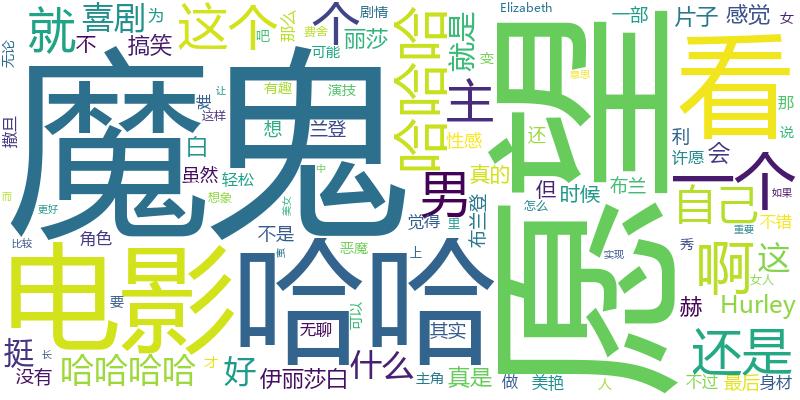 魔鬼
愿望
电影
哈哈
看
一个
男
主
啊
还是
就
喜剧
为
这个
个
吧
那么
剧情
费舍
可能
Elizabeth
一部
片子
感觉
女
无论
不
搞笑
丽莎
哈哈哈
就是
变
意思
让
难
有趣
演技
这样
想
兰登
性感
还
那
说
利
许愿
会
撒旦
白
虽然
轻松
想象
美女
中
真的
但
时候
布兰
自己
如果
而
更好
角色
不是
觉得
里
布兰登
怎么
秀
重要
不错
比较
恶魔
上
实现
女人
这
要
可以
无聊
其实
赫
Hurley
挺
长
没有
哈哈哈哈
才
好
伊丽莎白
什么
主角
真是
做
美艳
人
不过
最后
身材